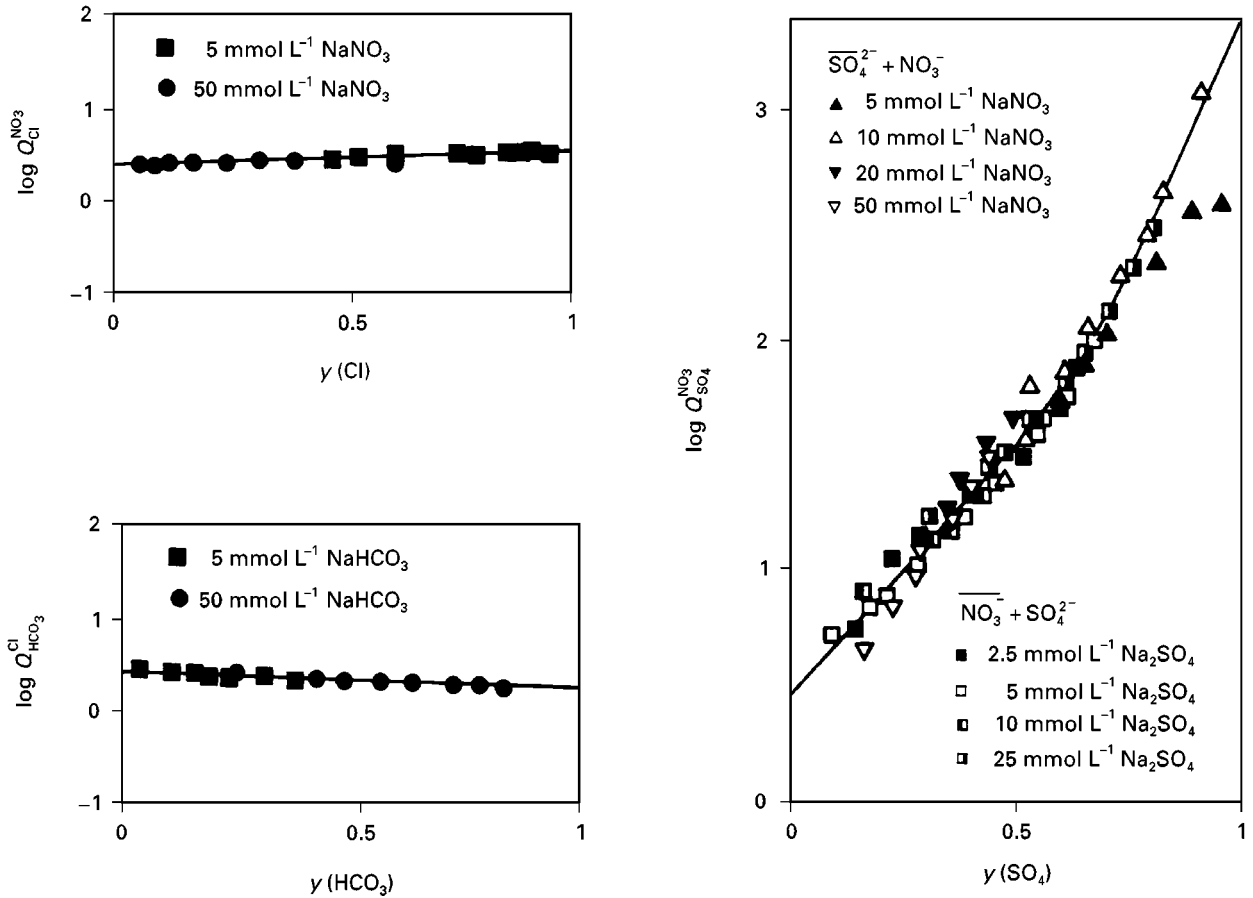 2
5 mmol L⁻¹ NaNO₃
50 mmol L⁻¹ NaNO₃
1
0
−1
0
0.5
1
log Q Cl NO₃
y (Cl)
2
5 mmol L⁻¹ NaHCO₃
50 mmol L⁻¹ NaHCO₃
1
0
−1
0
0.5
1
log Q HCO₃ Cl
y (HCO₃)
SO₄²⁻ + NO₃⁻
5 mmol L⁻¹ NaNO₃
10 mmol L⁻¹ NaNO₃
20 mmol L⁻¹ NaNO₃
50 mmol L⁻¹ NaNO₃
3
2
1
0
log Q SO₄ NO₃
NO₃⁻ + SO₄²⁻
2.5 mmol L⁻¹ Na₂SO₄
5 mmol L⁻¹ Na₂SO₄
10 mmol L⁻¹ Na₂SO₄
25 mmol L⁻¹ Na₂SO₄
0
0.5
1
y (SO₄)